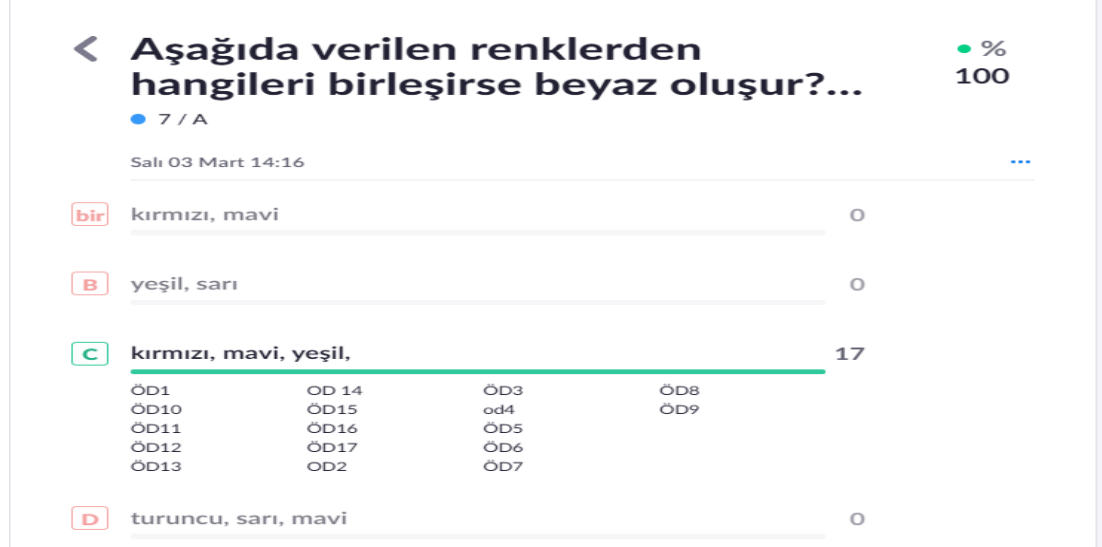 Aşağıda verilen renklerden
hangileri birleşirse beyaz oluşur?...
%
100
7 / A
Salı 03 Mart 14:16
...
bir kırmızı, mavi 0
B yeşil, sarı 0
C kırmızı, mavi, yeşil, 17
ÖD1 OD 14 ÖD3 ÖD8
ÖD10 ÖD15 od4 ÖD9
ÖD11 ÖD16 ÖD5
ÖD12 ÖD17 ÖD6
ÖD13 OD2 ÖD7
D turuncu, sarı, mavi 0